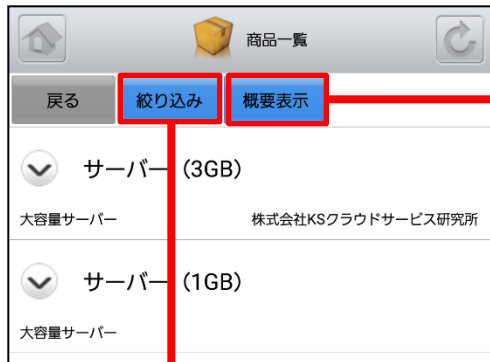 商品一覧
戻る 絞り込み 概要表示
サーバー (3GB)
大容量サーバー 株式会社KSクラウドサービス研究所
サーバー (1GB)
大容量サーバー